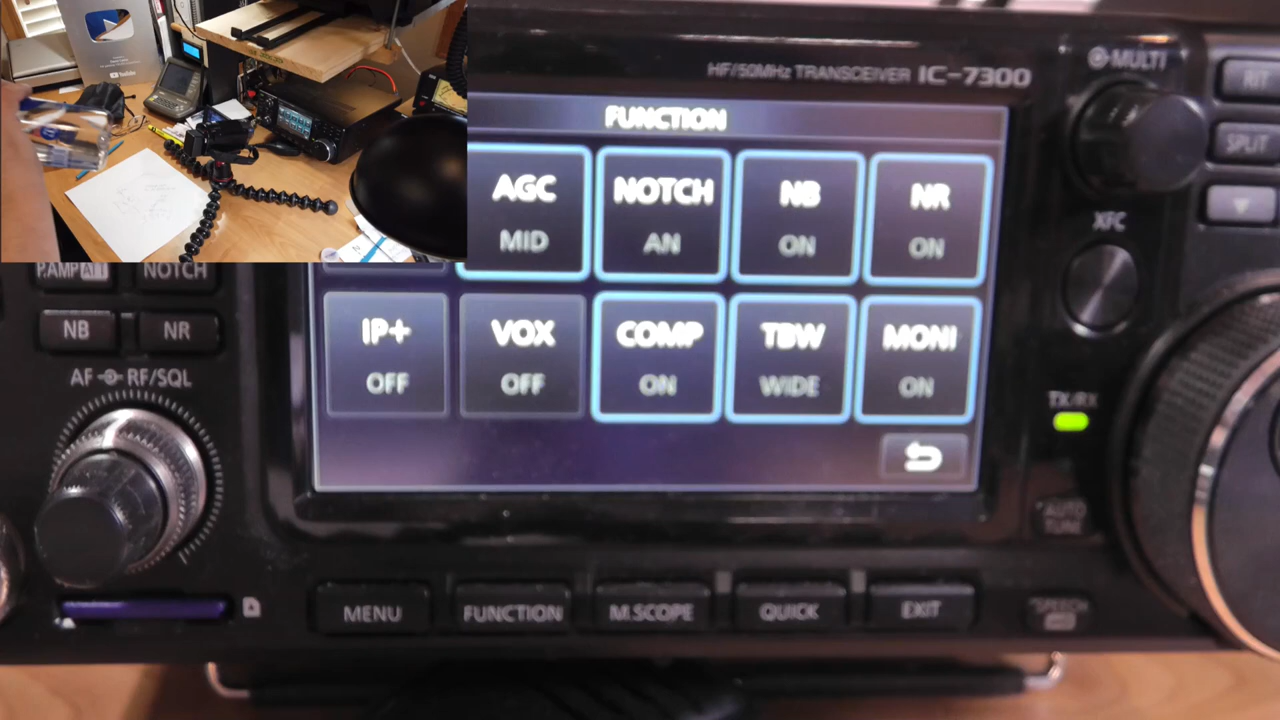 YouTube
HF/50MHz TRANSCEIVER IC-7300
MULTI
RIT
FUNCTION
SPLIT
AGC
MID
NOTCH
AN
NB
ON
NR
ON
XFC
P.AMP ATT
NOTCH
NB
NR
IP+
OFF
VOX
OFF
COMP
ON
TBW
WIDE
MONI
ON
AF RF/SQL
TX/RX
AUTO
TUNE
MENU
FUNCTION
M.SCOPE
QUICK
EXIT
SPEECH